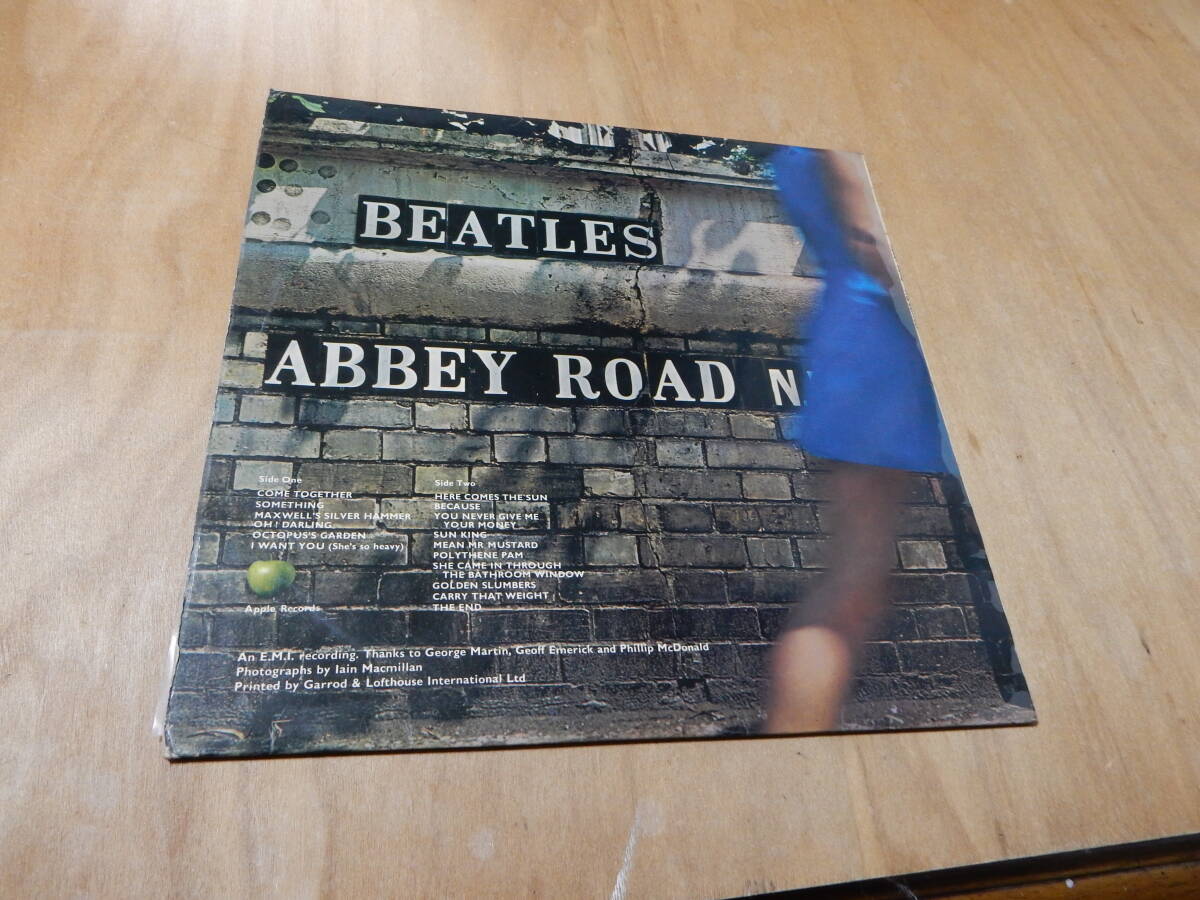 BEATLES
ABBEY ROAD N
Side One
COME TOGETHER
SOMETHING
MAXWELL'S SILVER HAMMER
OH! DARLING
OCTOPUS'S GARDEN
I WANT YOU (She's so heavy)
Apple Records
Side Two
HERE COMES THE SUN
BECAUSE
YOU NEVER GIVE ME
YOUR MONEY
SUN KING
MEAN MR MUSTARD
POLYTHENE PAM
SHE CAME IN THROUGH
THE BATHROOM WINDOW
GOLDEN SLUMBERS
CARRY THAT WEIGHT
THE END
An E.M.I. recording. Thanks to George Martin, Geoff Emerick and Phillip McDonald
Photographs by Iain Macmillan
Printed by Garrod & Lofthouse International Ltd